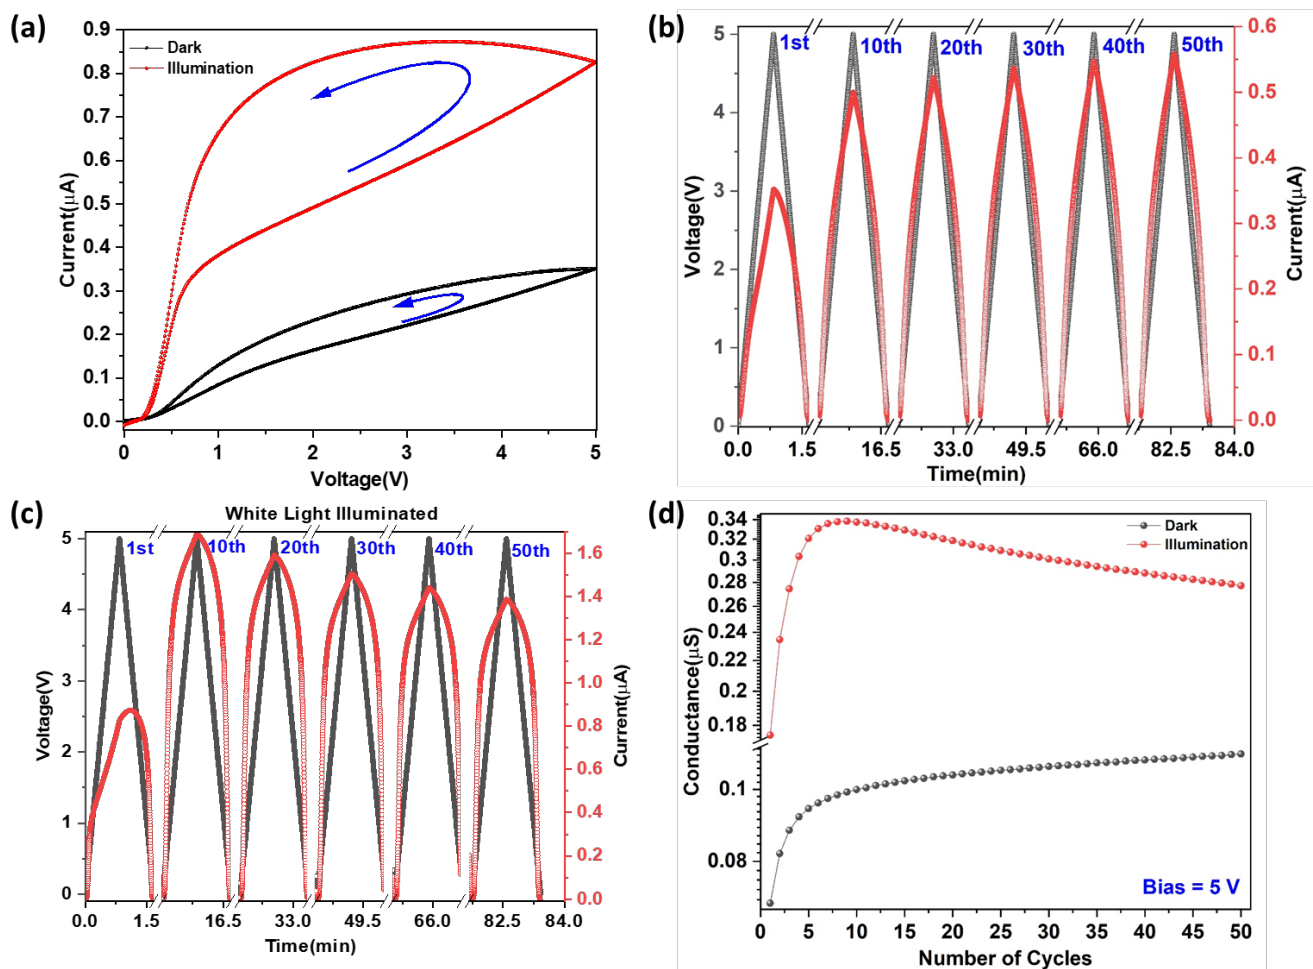 (a)
0.9
0.8
0.7
0.6
0.5
0.4
0.3
0.2
0.1
0.0
Current(μA)
Dark
Illumination
0 1 2 3 4 5
Voltage(V)
(b)
5
4
3
2
1
0
Voltage(V)
1st 10th 20th 30th 40th 50th
0.6
0.5
0.4
0.3
0.2
0.1
0.0
Current(μA)
0.0 1.5 16.5 33.0 49.5 66.0 82.5 84.0
Time(min)
(c)
White Light Illuminated
5
4
3
2
1
0
Voltage(V)
1st 10th 20th 30th 40th 50th
1.6
1.4
1.2
1.0
0.8
0.6
0.4
0.2
0.0
Current(μA)
0.0 1.5 16.5 33.0 49.5 66.0 82.5 84.0
Time(min)
(d)
0.34
0.3
0.28
0.24
0.22
0.2
0.18
0.1
0.08
Conductance(μS)
Dark
Illumination
Bias = 5 V
0 5 10 15 20 25 30 35 40 45 50
Number of Cycles